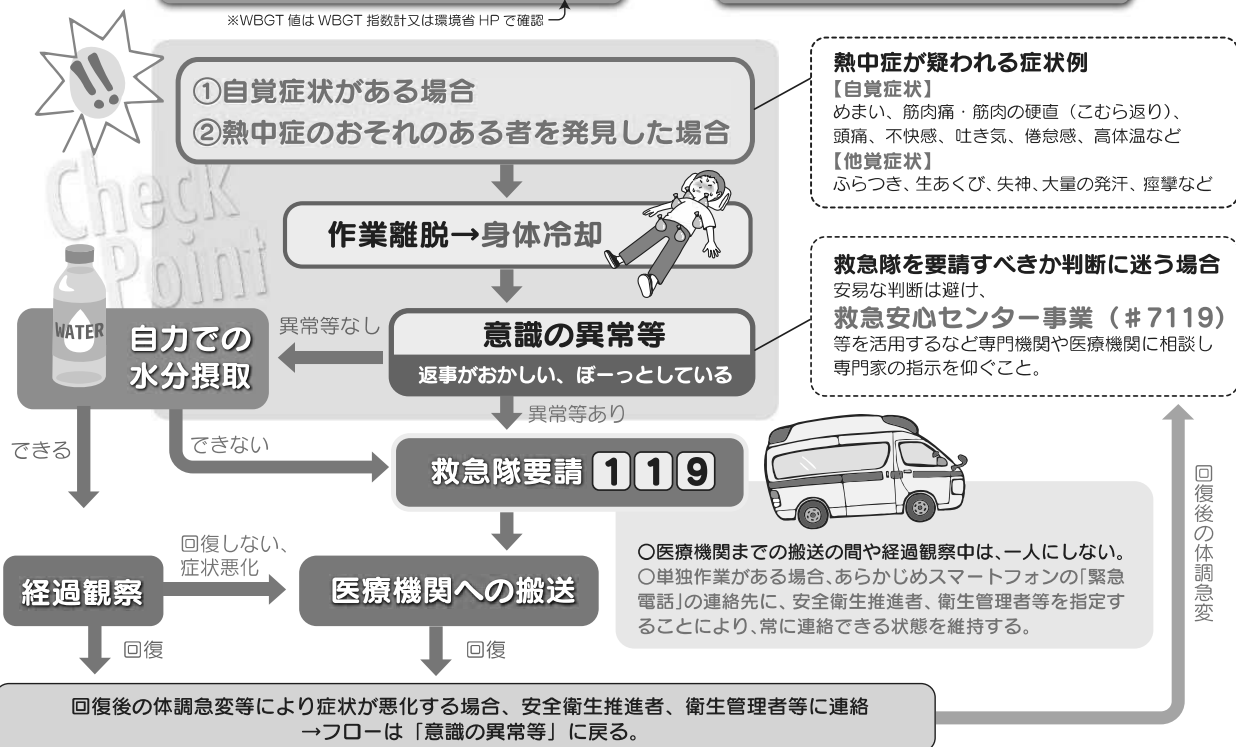 ※WBGT 値は WBGT 指数計又は環境省 HP で確認
!!
①自覚症状がある場合
②熱中症のおそれのある者を発見した場合
熱中症が疑われる症状例
【自覚症状】
めまい、筋肉痛・筋肉の硬直（こむら返り）、
頭痛、不快感、吐き気、倦怠感、高体温など
【他覚症状】
ふらつき、生あくび、失神、大量の発汗、痙攣など
Check
Point
作業離脱→身体冷却
救急隊を要請すべきか判断に迷う場合
安易な判断は避け、
救急安心センター事業（＃7119）
等を活用するなど専門機関や医療機関に相談し
専門家の指示を仰ぐこと。
意識の異常等
返事がおかしい、ぼーっとしている
異常等なし
WATER
自力での
水分摂取
異常等あり
できる
できない
救急隊要請 119
回復後の体調急変
経過観察
回復しない、
症状悪化
医療機関への搬送
○医療機関までの搬送の間や経過観察中は、一人にしない。
○単独作業がある場合、あらかじめスマートフォンの「緊急
電話」の連絡先に、安全衛生推進者、衛生管理者等を指定す
ることにより、常に連絡できる状態を維持する。
回復
回復
回復後の体調急変等により症状が悪化する場合、安全衛生推進者、衛生管理者等に連絡
→フローは「意識の異常等」に戻る。